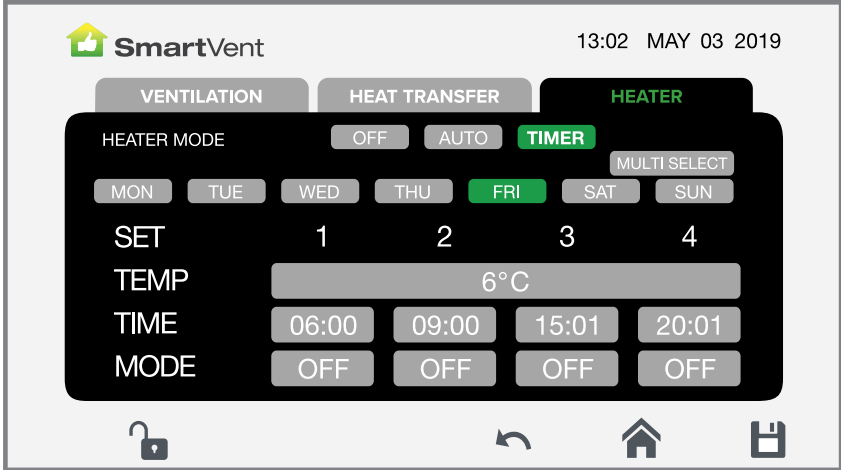 SmartVent 13:02 MAY 03 2019
VENTILATION HEAT TRANSFER HEATER
HEATER MODE OFF AUTO TIMER
MULTI SELECT
MON TUE WED THU FRI SAT SUN
SET 1 2 3 4
TEMP 6°C
TIME 06:00 09:00 15:01 20:01
MODE OFF OFF OFF OFF